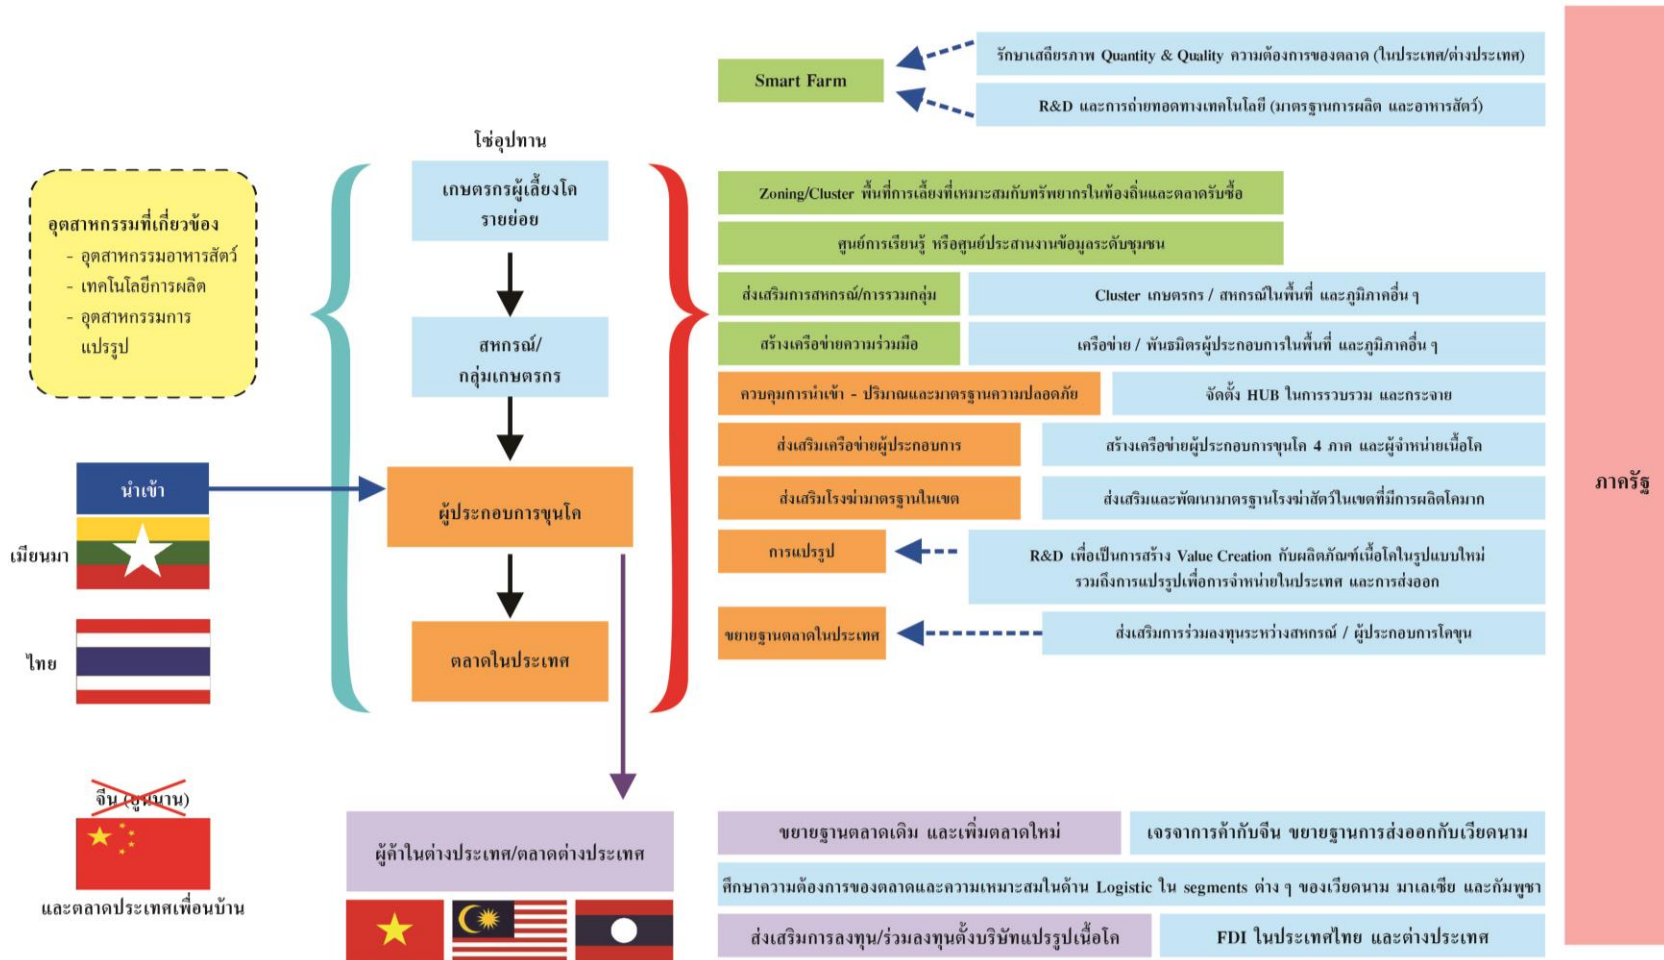 รักษาเสถียรภาพ Quantity & Quality ความต้องการของตลาด (ในประเทศ/ต่างประเทศ)
Smart Farm
R&D และการถ่ายทอดทางเทคโนโลยี (มาตรฐานการผลิต และอาหารสัตว์)
โซ่อุปทาน
เกษตรกรผู้เลี้ยงโค
รายย่อย
สหกรณ์/
กลุ่มเกษตรกร
ผู้ประกอบการขุนโค
ตลาดในประเทศ
อุตสาหกรรมที่เกี่ยวข้อง
- อุตสาหกรรมอาหารสัตว์
- เทคโนโลยีการผลิต
- อุตสาหกรรมการ
แปรรูป
นำเข้า
เมียนมา
ไทย
จีน (ยูนนาน)
และตลาดประเทศเพื่อนบ้าน
ผู้ค้าในต่างประเทศ/ตลาดต่างประเทศ
Zoning/Cluster พื้นที่การเลี้ยงที่เหมาะสมกับทรัพยากรในท้องถิ่นและตลาดรับซื้อ
ศูนย์การเรียนรู้ หรือศูนย์ประสานงานข้อมูลระดับชุมชน
ส่งเสริมการสหกรณ์/การรวมกลุ่ม
Cluster เกษตรกร / สหกรณ์ในพื้นที่ และภูมิภาคอื่น ๆ
สร้างเครือข่ายความร่วมมือ
เครือข่าย / พันธมิตรผู้ประกอบการในพื้นที่ และภูมิภาคอื่น ๆ
ควบคุมการนำเข้า - ปริมาณและมาตรฐานความปลอดภัย
จัดตั้ง HUB ในการรวบรวม และกระจาย
ส่งเสริมเครือข่ายผู้ประกอบการ
สร้างเครือข่ายผู้ประกอบการขุนโค 4 ภาค และผู้จำหน่ายเนื้อโค
ส่งเสริมโรงฆ่ามาตรฐานในเขต
ส่งเสริมและพัฒนามาตรฐานโรงฆ่าสัตว์ในเขตที่มีการผลิตโคมาก
การแปรรูป
R&D เพื่อเป็นการสร้าง Value Creation กับผลิตภัณฑ์เนื้อโคในรูปแบบใหม่
รวมถึงการแปรรูปเพื่อการจำหน่ายในประเทศ และการส่งออก
ขยายฐานตลาดในประเทศ
ส่งเสริมการร่วมลงทุนระหว่างสหกรณ์ / ผู้ประกอบการโคขุน
ขยายฐานตลาดเดิม และเพิ่มตลาดใหม่
เจรจาการค้ากับจีน ขยายฐานการส่งออกกับเวียดนาม
ศึกษาความต้องการของตลาดและความเหมาะสมในด้าน Logistic ใน segments ต่าง ๆ ของเวียดนาม มาเลเซีย และกัมพูชา
ส่งเสริมการลงทุน/ร่วมลงทุนตั้งบริษัทแปรรูปเนื้อโค
FDI ในประเทศไทย และต่างประเทศ
ภาครัฐ